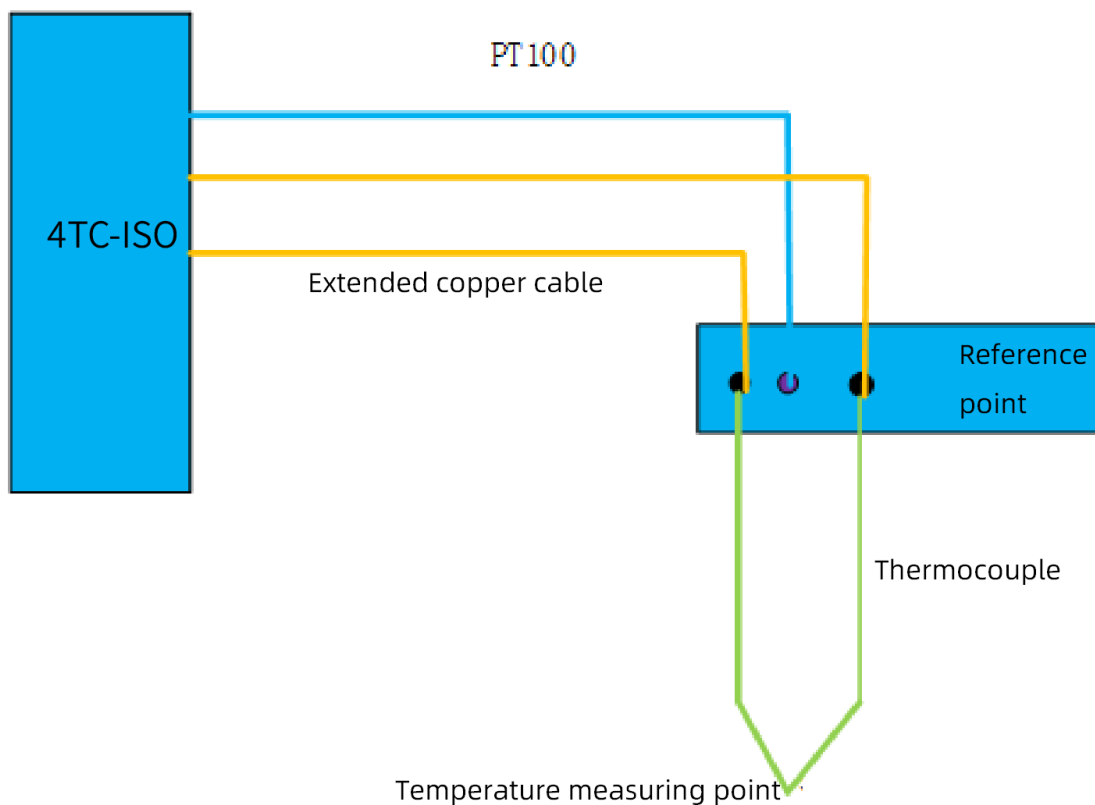 PT100
4TC-ISO
Extended copper cable
Reference
point
Thermocouple
Temperature measuring point